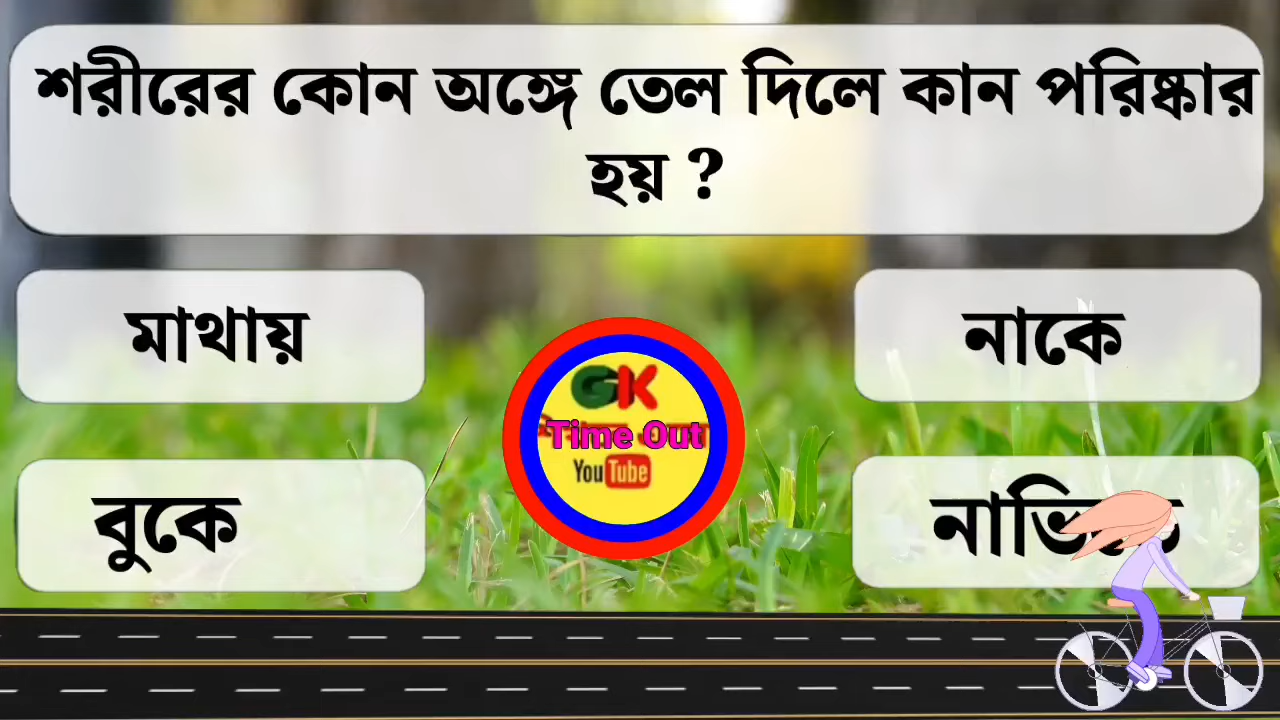 শরীরের কোন অঙ্গে তেল দিলে কান পরিষ্কার
হয় ?
মাথায়
নাকে
GK
Time Out
YouTube
বুকে